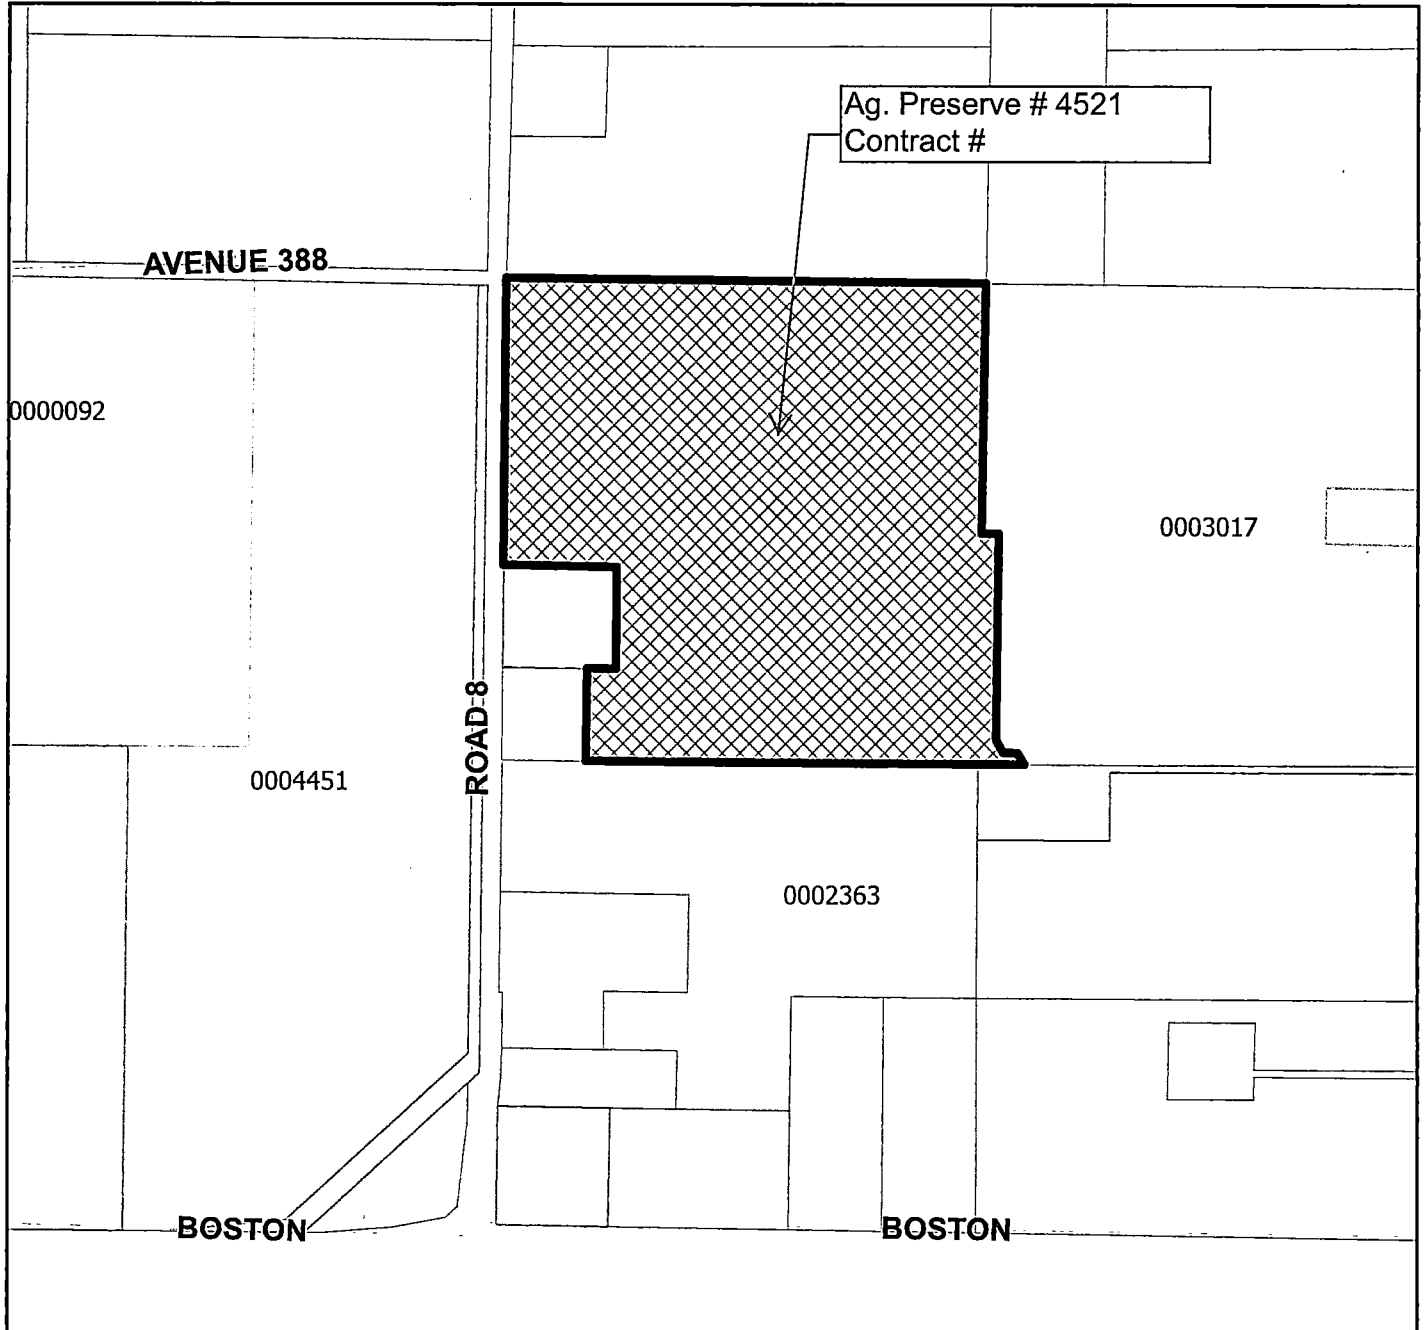 Ag. Preserve # 4521
Contract #
AVENUE 388
0000092
0003017
ROAD 8
0004451
0002363
BOSTON
BOSTON